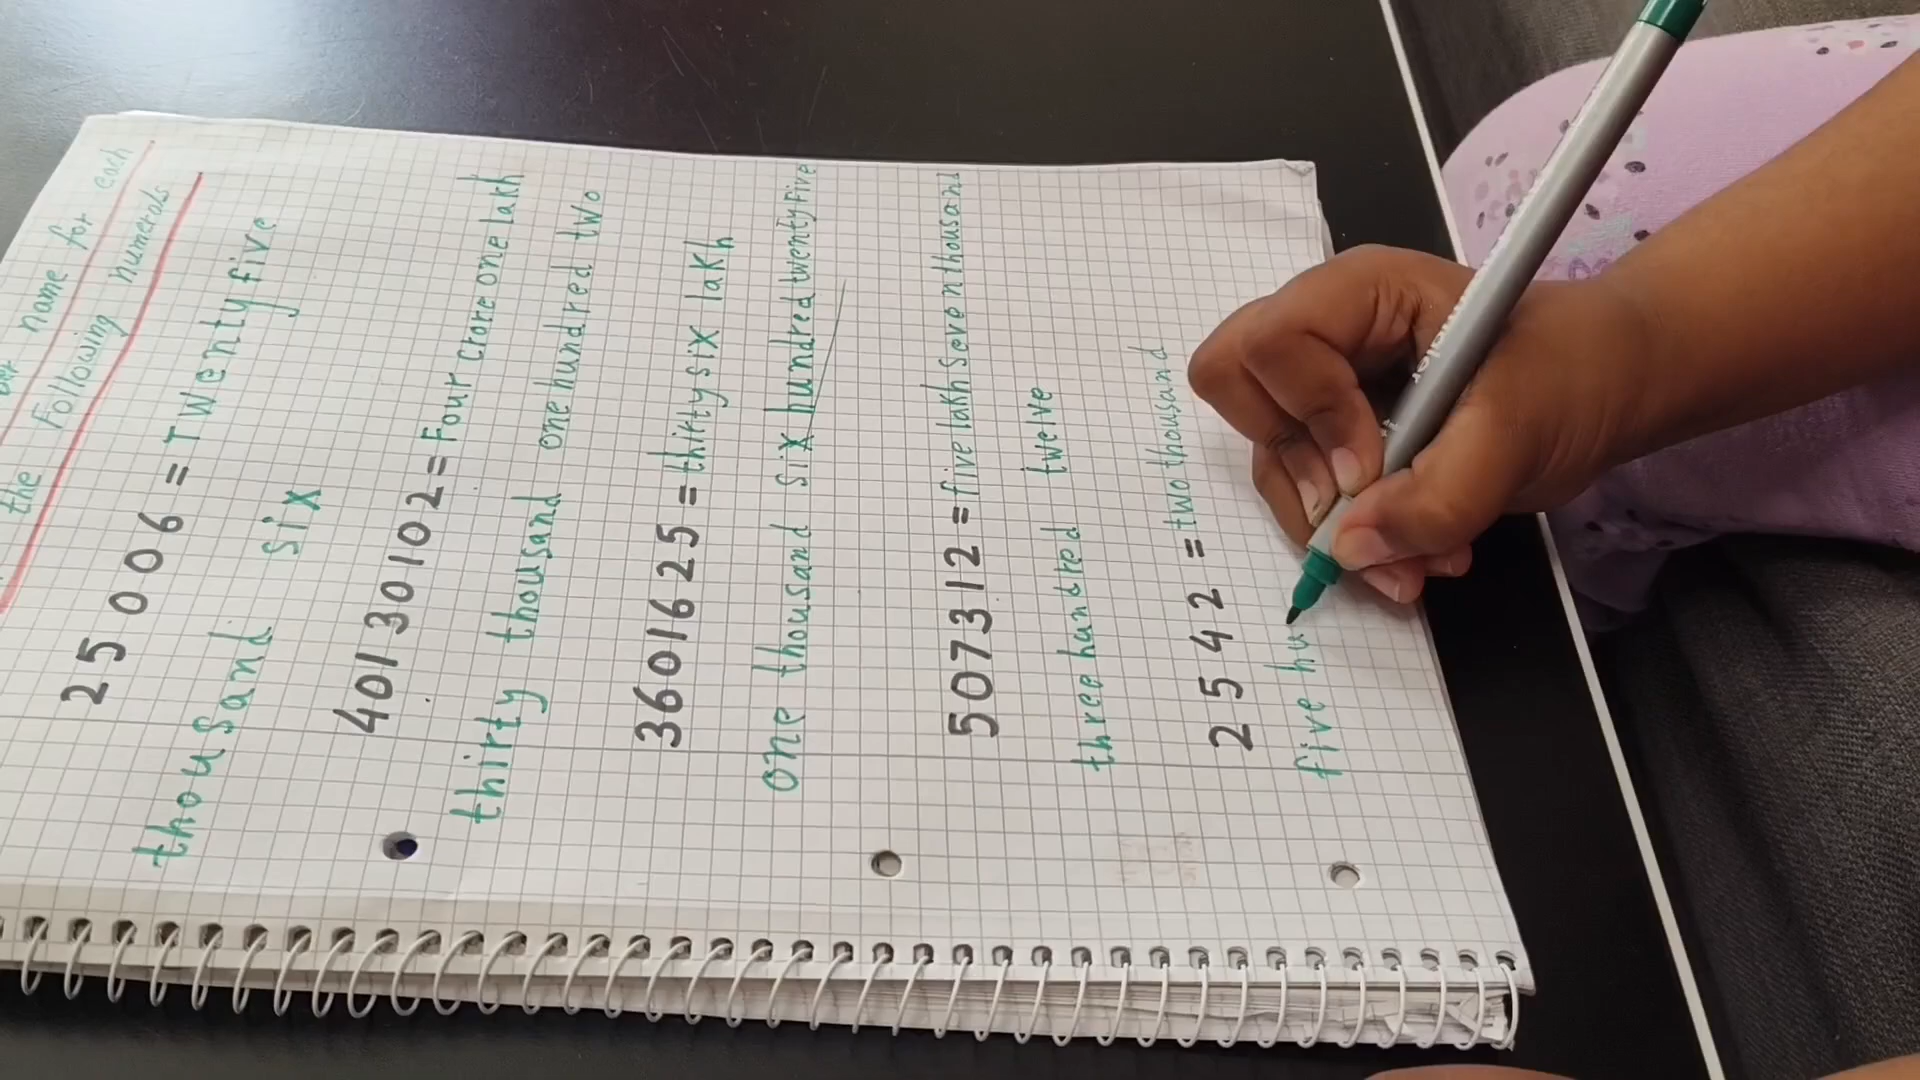 name for each
the Following numerals
25006 = Twenty five
thousand six
40130102 = Four crore one lakh
thirty thousand one hundred two
3601625 = thirty six lakh
one thousand six hundred twenty five
507312 = five lakh seven thousand
three hundred twelve
2542 = two thousand
five hu